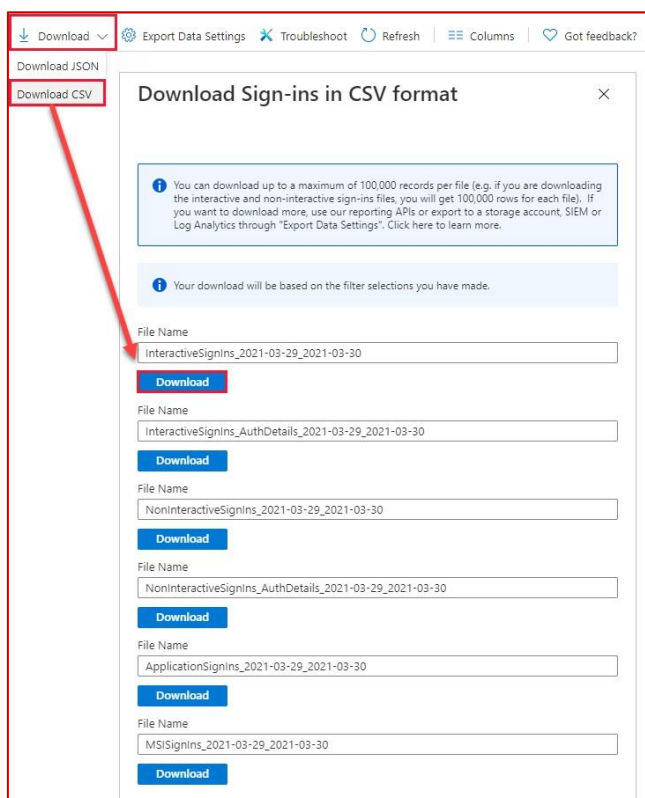 Download Export Data Settings Troubleshoot Refresh Columns Got feedback?
Download JSON
Download CSV
Download Sign-ins in CSV format
You can download up to a maximum of 100,000 records per file (e.g. if you are downloading
the interactive and non-interactive sign-ins files, you will get 100,000 rows for each file). If
you want to download more, use our reporting APIs or export to a storage account, SIEM or
Log Analytics through "Export Data Settings". Click here to learn more.
Your download will be based on the filter selections you have made.
File Name
InteractiveSignIns_2021-03-29_2021-03-30
Download
File Name
InteractiveSignIns_AuthDetails_2021-03-29_2021-03-30
Download
File Name
NonInteractiveSignIns_2021-03-29_2021-03-30
Download
File Name
NonInteractiveSignIns_AuthDetails_2021-03-29_2021-03-30
Download
File Name
ApplicationSignIns_2021-03-29_2021-03-30
Download
File Name
MSISignIns_2021-03-29_2021-03-30
Download